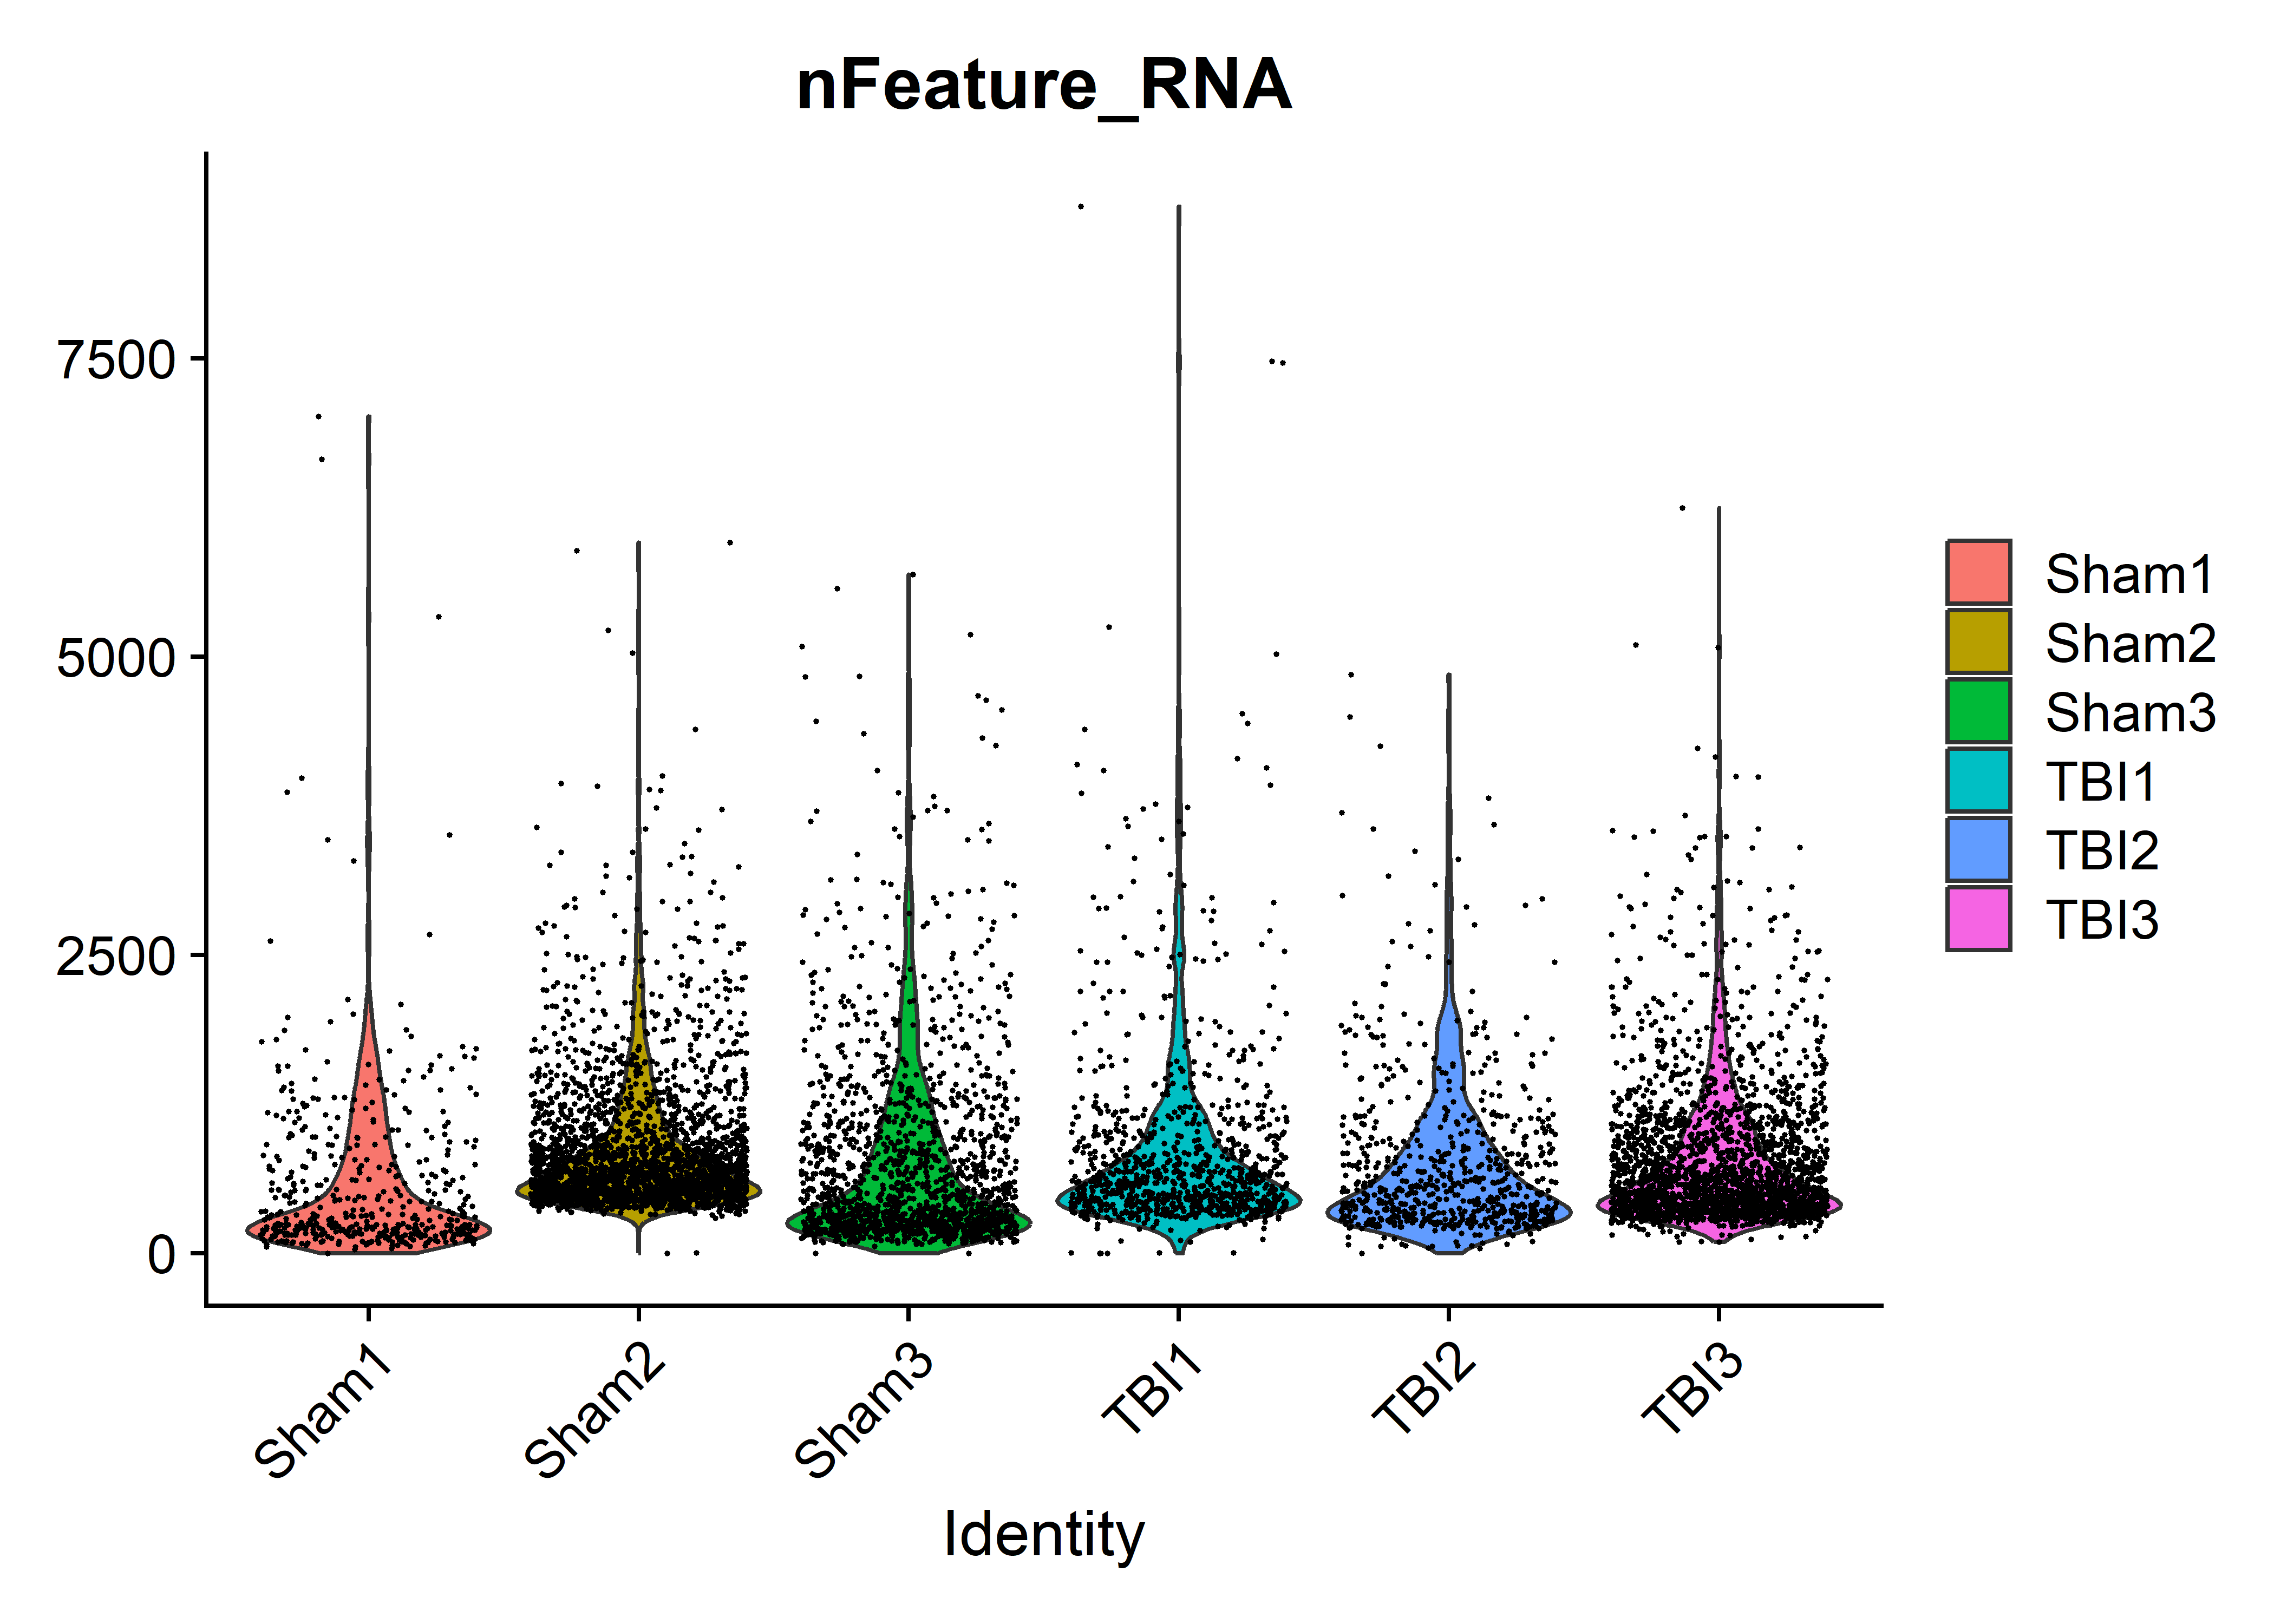 nFeature_RNA
7500
5000
2500
0
Sham1
Sham2
Sham3
TBI1
TBI2
TBI3
Identity
Sham1
Sham2
Sham3
TBI1
TBI2
TBI3